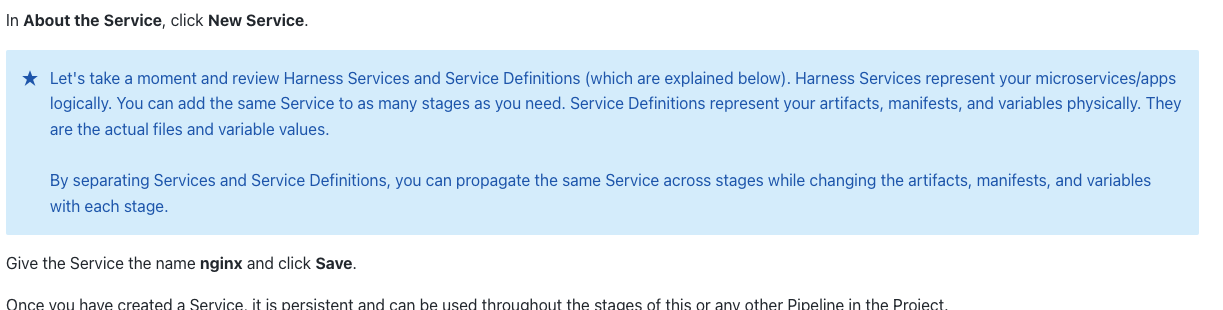 In About the Service, click New Service.
★ Let's take a moment and review Harness Services and Service Definitions (which are explained below). Harness Services represent your microservices/apps
logically. You can add the same Service to as many stages as you need. Service Definitions represent your artifacts, manifests, and variables physically. They
are the actual files and variable values.
By separating Services and Service Definitions, you can propagate the same Service across stages while changing the artifacts, manifests, and variables
with each stage.
Give the Service the name nginx and click Save.
Once you have created a Service, it is persistent and can be used throughout the stages of this or any other Pipeline in the Project.